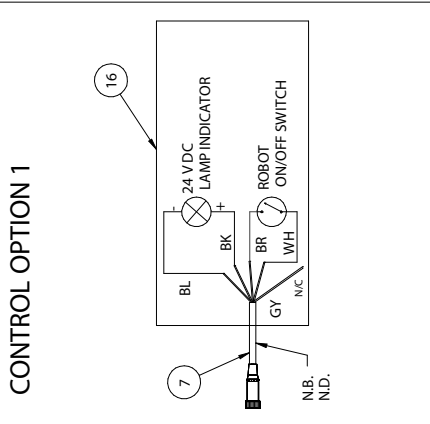 CONTROL OPTION 1
16
24 VDC
LAMP INDICATOR
-
+
BL
BK
ROBOT
ON/OFF SWITCH
BR
WH
N/C
GY
7
N.B.
N.D.